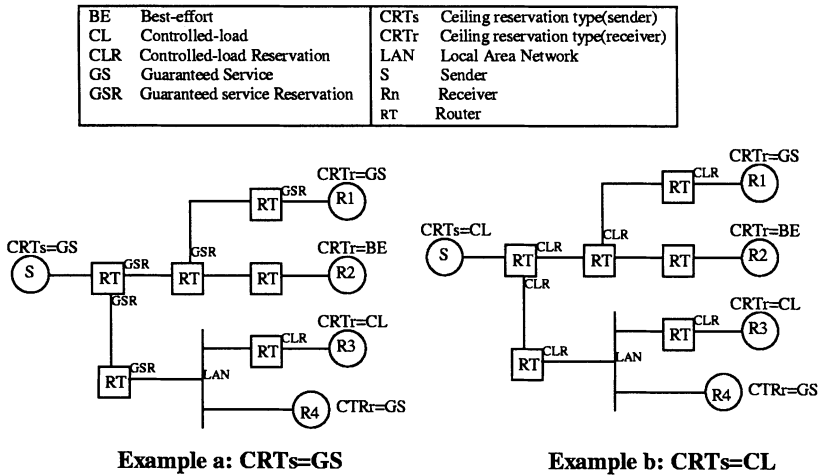 BE Best-effort
CL Controlled-load
CLR Controlled-load Reservation
GS Guaranteed Service
GSR Guaranteed service Reservation
CRTs Ceiling reservation type(sender)
CRTr Ceiling reservation type(receiver)
LAN Local Area Network
S Sender
Rn Receiver
RT Router
CRTr=GS
RT GSR R1
CRTs=GS
CRTr=BE
S RT GSR RT GSR RT R2
GSR
CRTr=CL
RT CLR R3
RT GSR LAN
R4 CTRr=GS
Example a: CRTs=GS
CRTr=GS
RT CLR R1
CRTs=CL
CRTr=BE
S RT CLR RT CLR RT R2
CLR
CRTr=CL
RT CLR R3
RT CLR LAN
R4 CTRr=GS
Example b: CRTs=CL